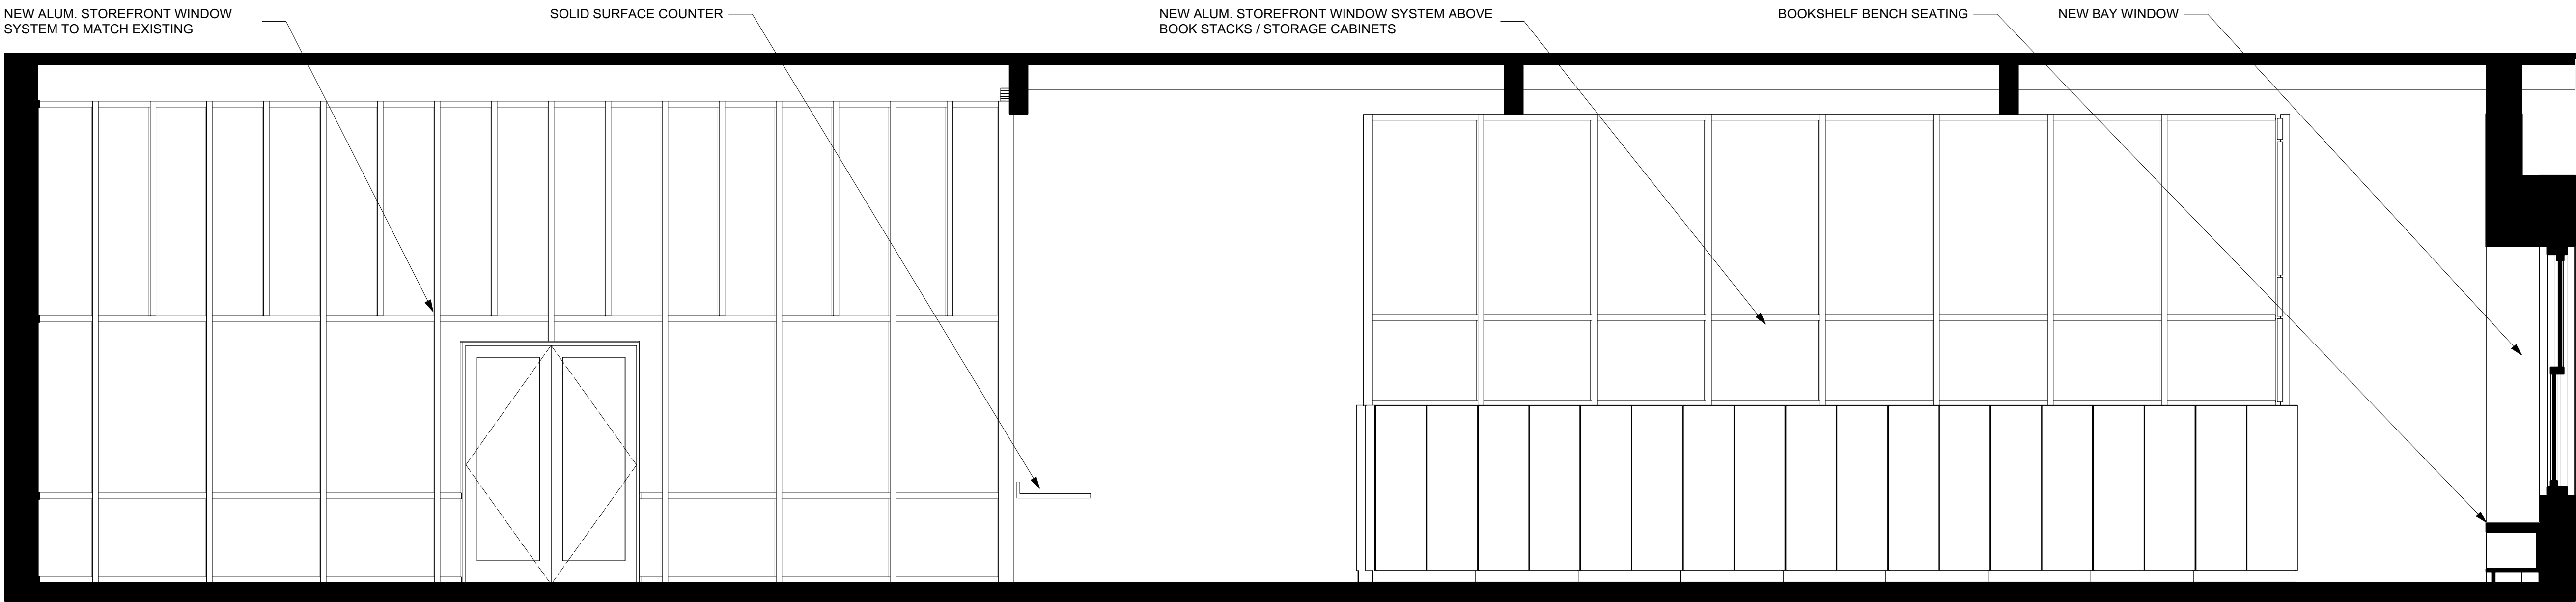 NEW ALUM. STOREFRONT WINDOW
SYSTEM TO MATCH EXISTING
SOLID SURFACE COUNTER
NEW ALUM. STOREFRONT WINDOW SYSTEM ABOVE
BOOK STACKS / STORAGE CABINETS
BOOKSHELF BENCH SEATING
NEW BAY WINDOW